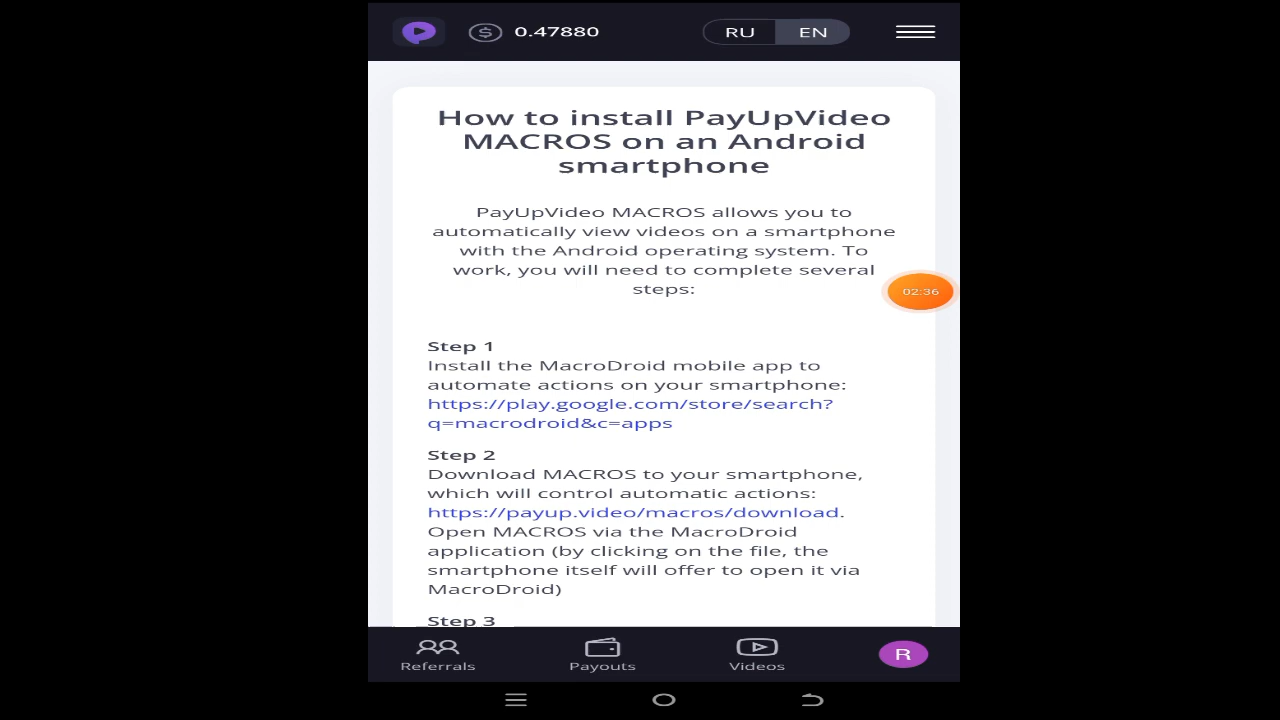 0.47880
RU
EN
How to install PayUpVideo
MACROS on an Android
smartphone
PayUpVideo MACROS allows you to
automatically view videos on a smartphone
with the Android operating system. To
work, you will need to complete several
steps:
02:36
Step 1
Install the MacroDroid mobile app to
automate actions on your smartphone:
https://play.google.com/store/search?
q=macrodroid&c=apps
Step 2
Download MACROS to your smartphone,
which will control automatic actions:
https://payup.video/macros/download.
Open MACROS via the MacroDroid
application (by clicking on the file, the
smartphone itself will offer to open it via
MacroDroid)
Step 3
Referrals
Payouts
Videos
R